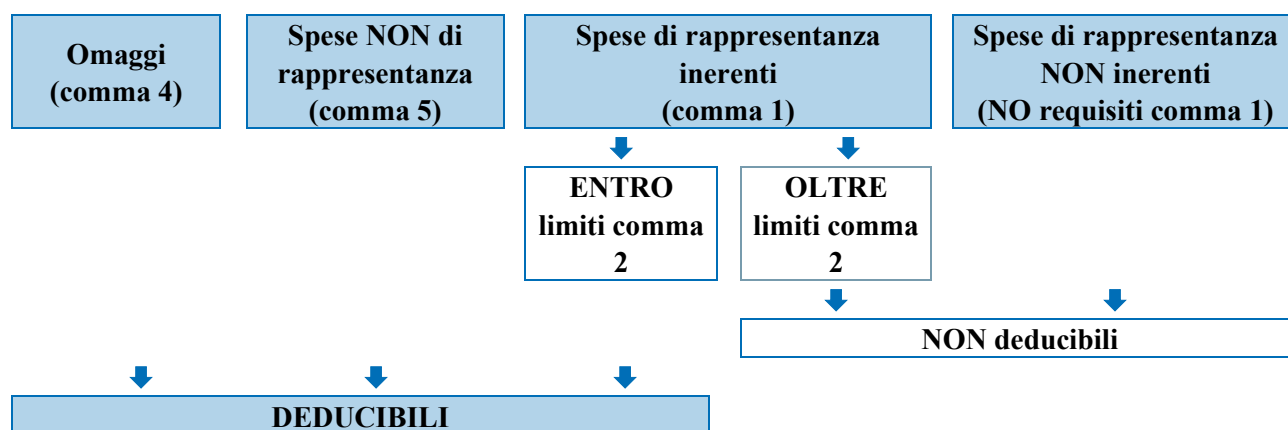 Omaggi
(comma 4)
Spese NON di
rappresentanza
(comma 5)
Spese di rappresentanza
inerenti
(comma 1)
Spese di rappresentanza
NON inerenti
(NO requisiti comma 1)
ENTRO
limiti comma
2
OLTRE
limiti comma
2
NON deducibili
DEDUCIBILI